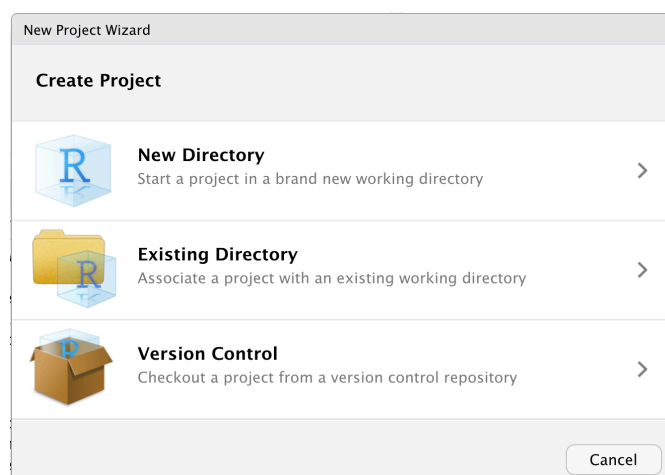 New Project Wizard
Create Project
R
New Directory
Start a project in a brand new working directory
R
Existing Directory
Associate a project with an existing working directory
Version Control
Checkout a project from a version control repository
Cancel